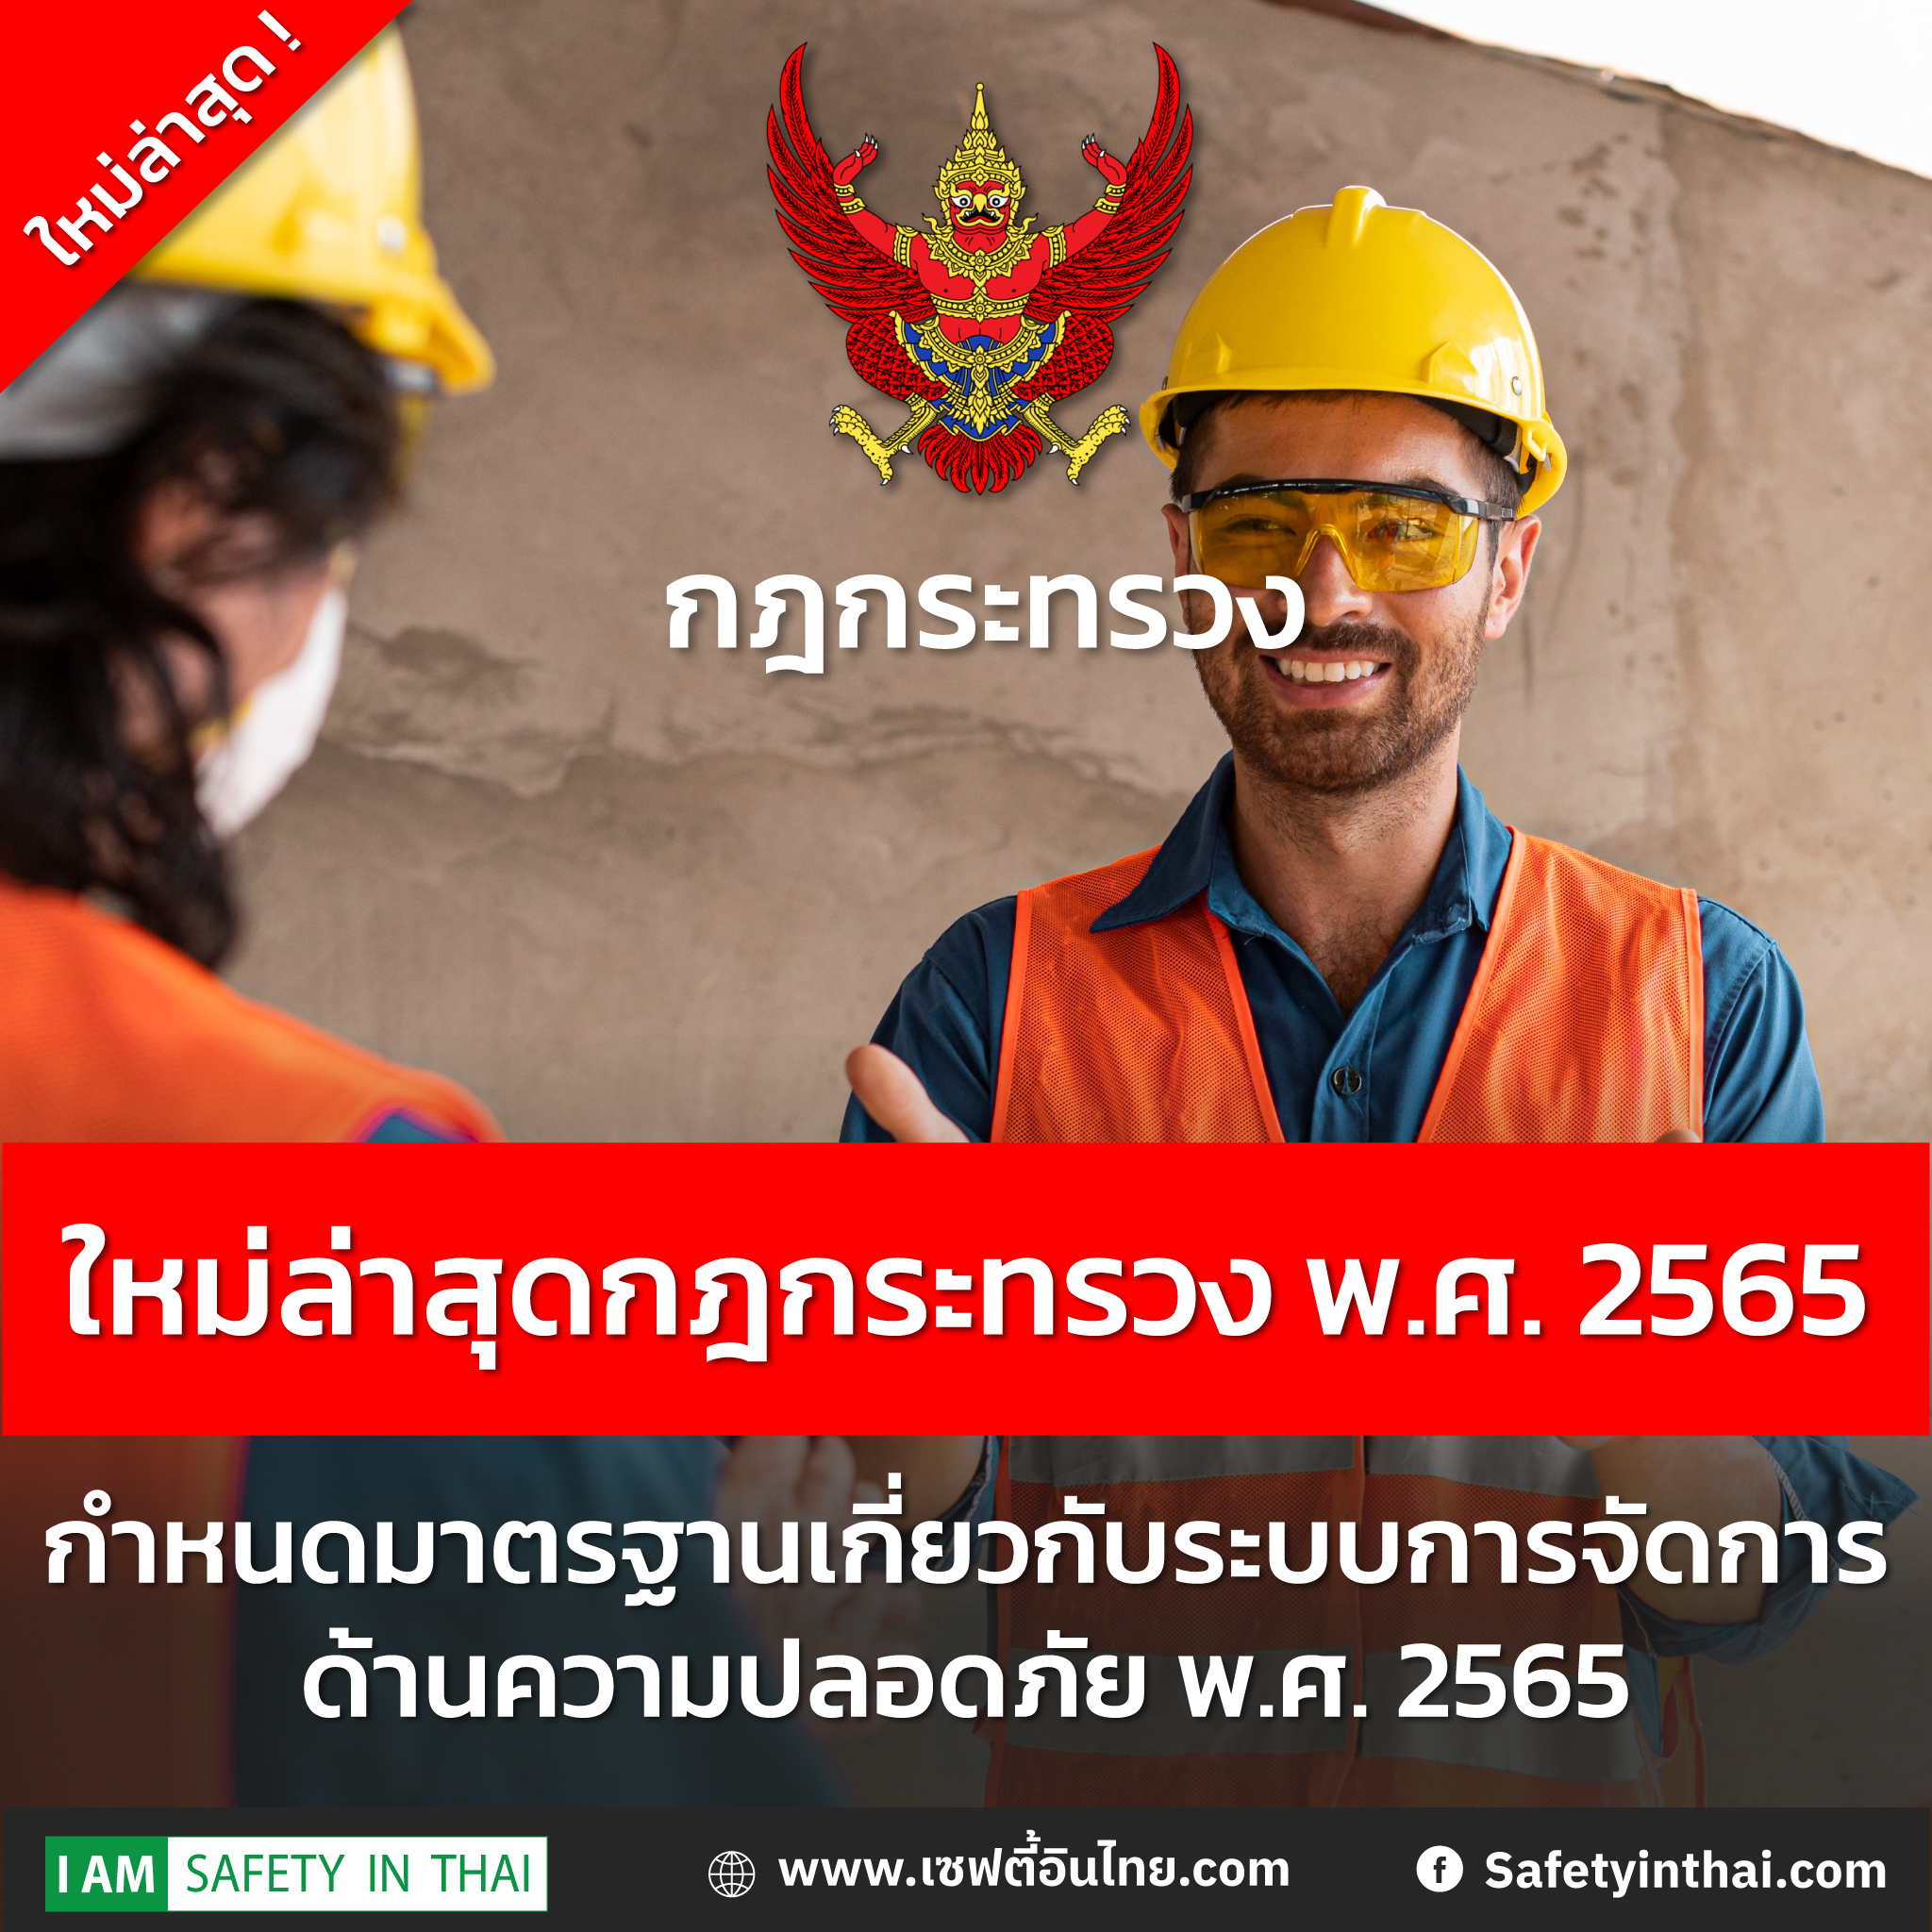 ใหม่ล่าสุด !
กฎกระทรวง
ใหม่ล่าสุดกฎกระทรวง พ.ศ. 2565
กำหนดมาตรฐานเกี่ยวกับระบบการจัดการ
ด้านความปลอดภัย พ.ศ. 2565
I AM SAFETY IN THAI
www.เซฟตี้อินไทย.com
Safetyinthai.com